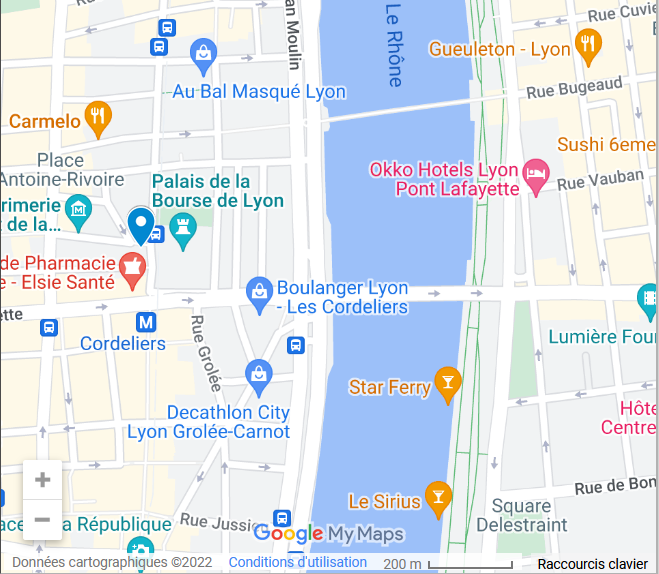 Rue Cuvie
an Moulin
Le Rhône
Gueuleton - Lyon
Au Bal Masqué Lyon
Rue Bugeaud
Carmelo
Sushi 6eme
Place
Antoine-Rivoire
Okko Hotels Lyon
Pont Lafayette
Rue Vauban
Palais de la
Bourse de Lyon
rimerie
t de la...
de Pharmacie
e - Elsie Santé
Boulanger Lyon
- Les Cordeliers
ette
M
Cordeliers
Rue Grolée
Lumière Four
Star Ferry
Decathlon City
Lyon Grolée-Carnot
Hôte
Centre
+
Le Sirius
Rue de Bon
−
Square
Delestraint
ace
la République
Rue Jussie
Google My Maps
Données cartographiques ©2022 Conditions d'utilisation 200 m Raccourcis clavier